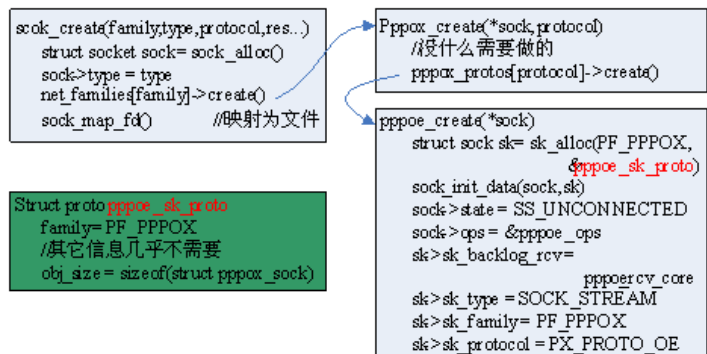 scok_create(family,type,protocol,res...)
struct socket sock= sock_alloc()
sock->type = type
net_families[family]->create()
sock_map_fd() //映射为文件
Pppox_create(*sock,protocol)
//没什么需要做的
pppox_protos[protocol]->create()
pppoe_create(*sock)
struct sock sk= sk_alloc(PF_PPPOX,
&pppoe_sk_proto)
sock_init_data(sock,sk)
sock->state = SS_UNCONNECTED
sock->ops = &pppoe_ops
sk->sk_backlog_rcv=
pppoercv_core
sk->sk_type = SOCK_STREAM
sk->sk_family= PF_PPPOX
sk->sk_protocol = PX_PROTO_OE
Struct proto pppoe_sk_proto
family= PF_PPPOX
//其它信息几乎不需要
obj_size = sizeof(struct pppox_sock)